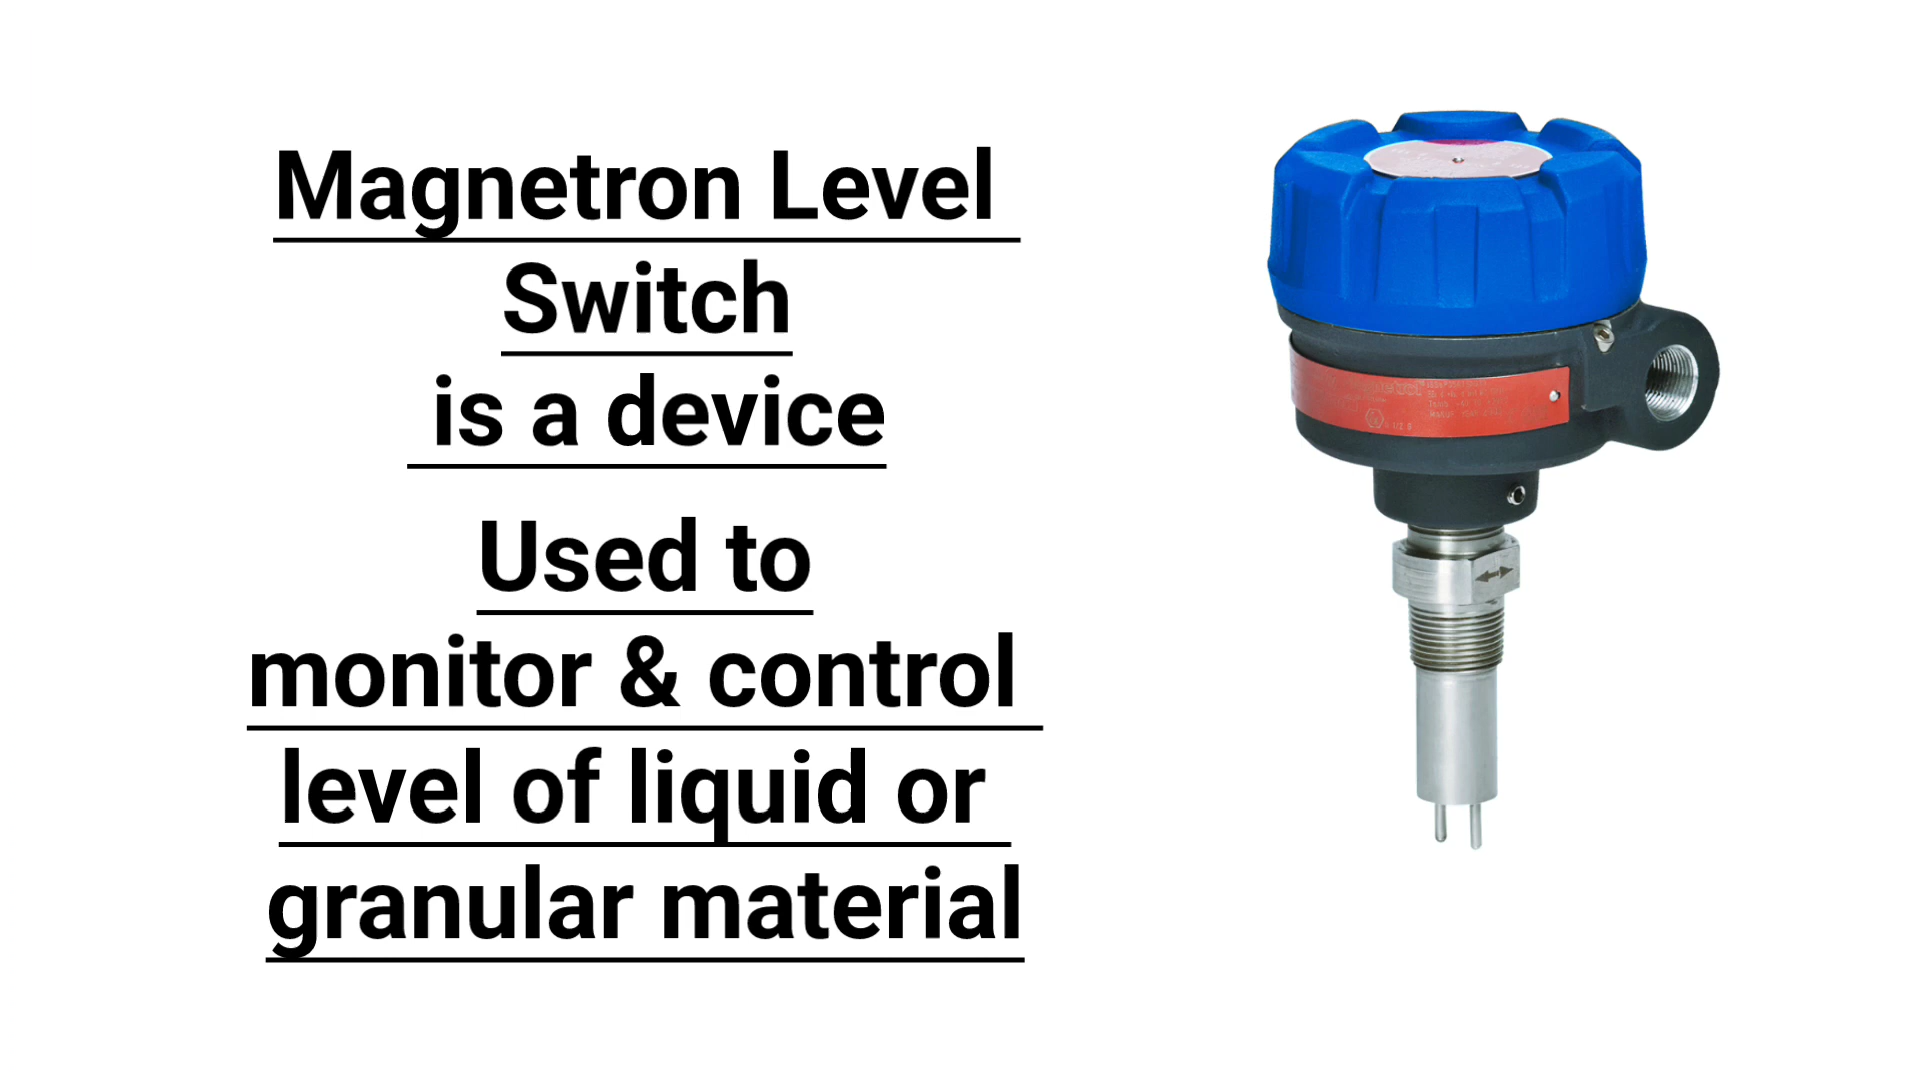 Magnetron Level
Switch
is a device
Used to
monitor & control
level of liquid or
granular material